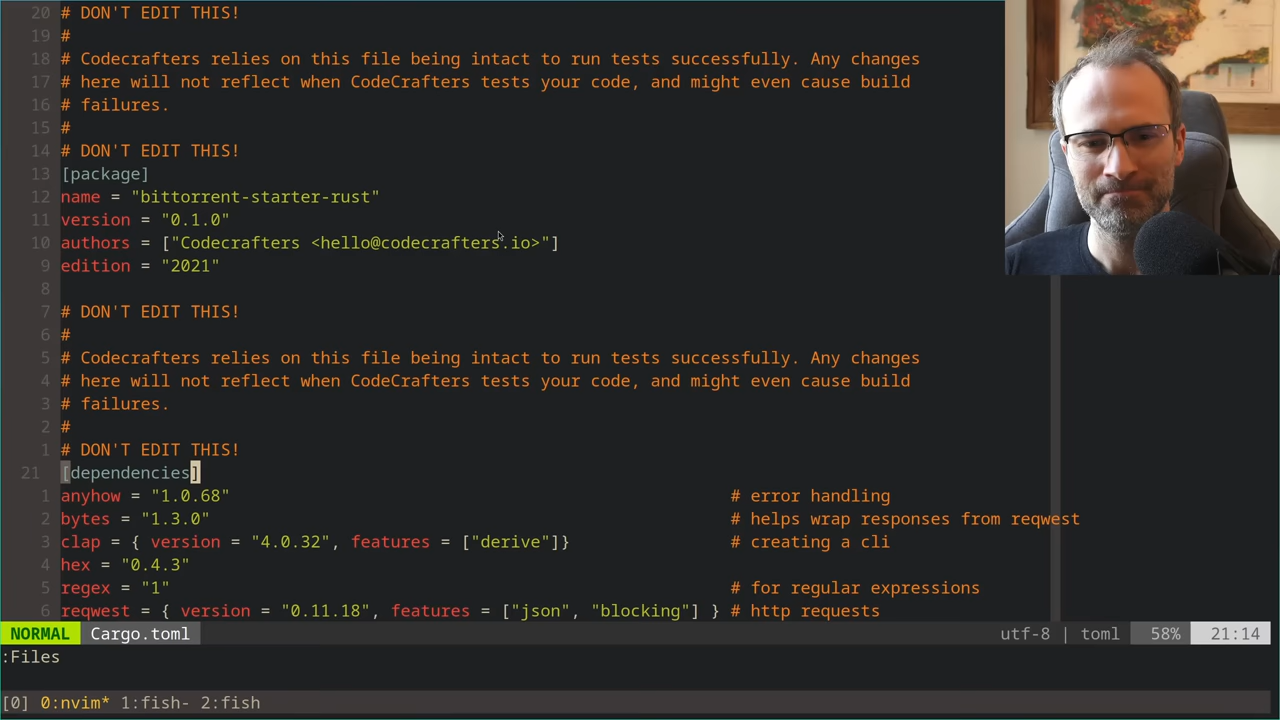 20 # DON'T EDIT THIS!
19 #
18 # Codecrafters relies on this file being intact to run tests successfully. Any changes
17 # here will not reflect when CodeCrafters tests your code, and might even cause build
16 # failures.
15 #
14 # DON'T EDIT THIS!
13 [package]
12 name = "bittorrent-starter-rust"
11 version = "0.1.0"
10 authors = ["Codecrafters <hello@codecrafters.io>"]
9 edition = "2021"
8
7 # DON'T EDIT THIS!
6 #
5 # Codecrafters relies on this file being intact to run tests successfully. Any changes
4 # here will not reflect when CodeCrafters tests your code, and might even cause build
3 # failures.
2 #
1 # DON'T EDIT THIS!
21 [dependencies]
1 anyhow = "1.0.68" # error handling
2 bytes = "1.3.0" # helps wrap responses from reqwest
3 clap = { version = "4.0.32", features = ["derive"]} # creating a cli
4 hex = "0.4.3"
5 regex = "1" # for regular expressions
6 reqwest = { version = "0.11.18", features = ["json", "blocking"] } # http requests
NORMAL Cargo.toml utf-8 | toml 58% 21:14
:Files
[0] 0:nvim* 1:fish- 2:fish